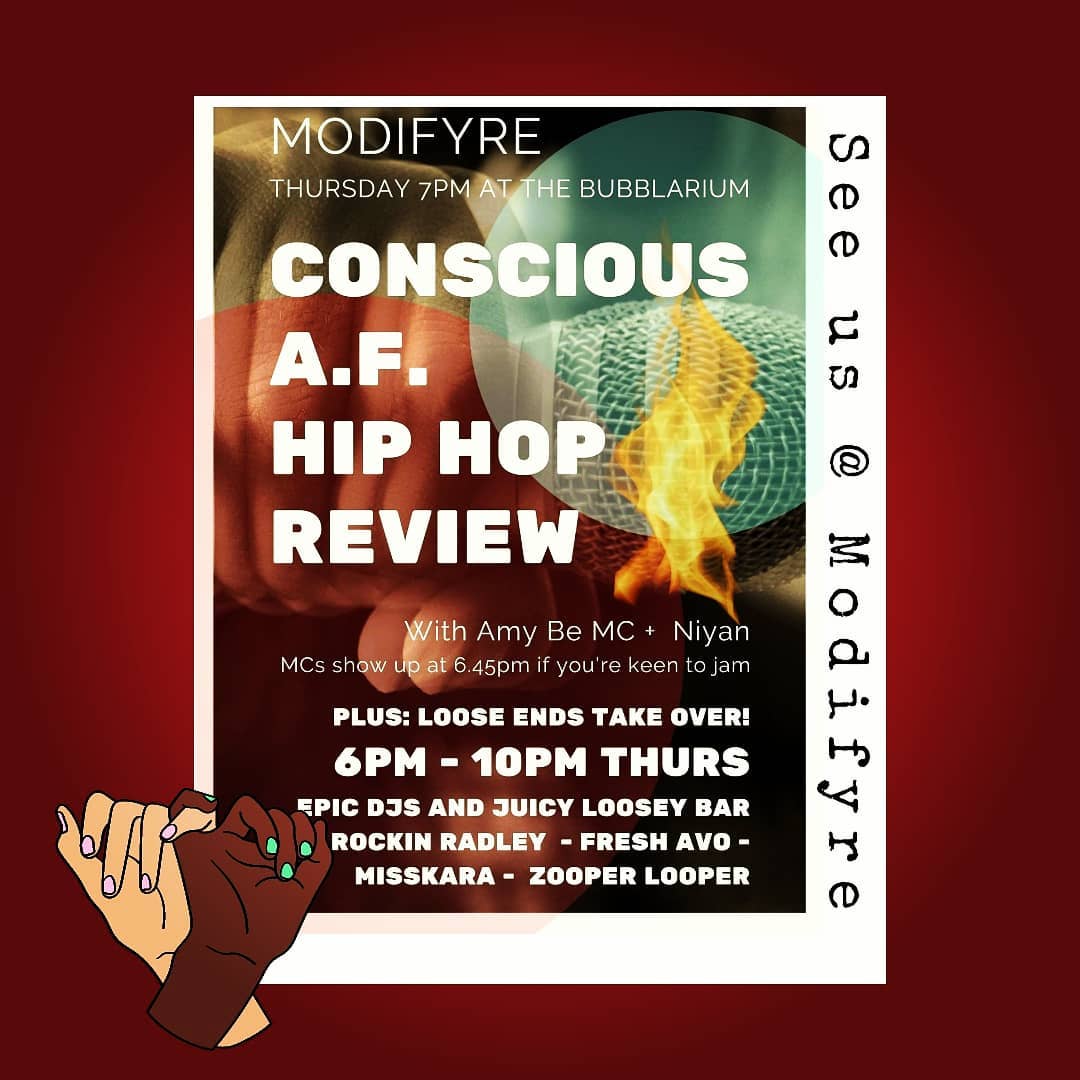 MODIFYRE
THURSDAY 7PM AT THE BUBBLARIUM
CONSCIOUS
A.F.
HIP HOP
REVIEW
With Amy Be MC + Niyan
MCs show up at 6.45pm if you're keen to jam
PLUS: LOOSE ENDS TAKE OVER!
6PM - 10PM THURS
EPIC DJS AND JUICY LOOSEY BAR
ROCKIN RADLEY - FRESH AVO -
MISSKARA - ZOOPER LOOPER
See us @ Modifyre